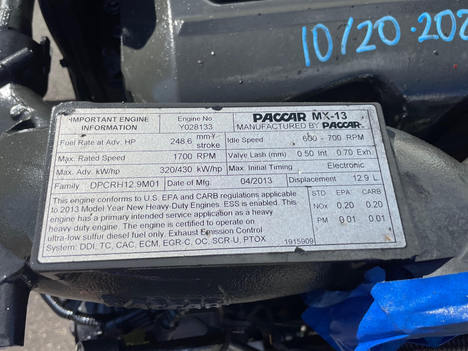 10/20.202
IMPORTANT ENGINE INFORMATION
Engine No Y028133
PACCAR MX-13
MANUFACTURED BY PACCAR
Fuel Rate at Adv. HP 248.6 mm³/stroke Idle Speed 600 - 700 RPM
Max. Rated Speed 1700 RPM Valve Lash (mm) 0.50 Int. 0.70 Exh.
Max. kW/hp 320/430 kW/hp Max. Initial Timing Electronic
Family DPCRH12.9M01 Date of Mfg. 04/2013 Displacement 12.9 L
This engine conforms to U.S. EFA and CARB regulations applicable
to 2013 Model Year New Heavy Duty Engines. ESS is enabled. This
engine has a primary intended service application as a heavy
heavy-duty engine. The engine is certified to operate on
ultra-low sulfur diesel fuel only. Exhaust Emission Control
System: DDI, TC, CAC, ECM, EGR-C, OC, SCR-U, PTOX 1915909
STD EPA CARB
NOx 0.20 0.20
PM 0.01 0.01